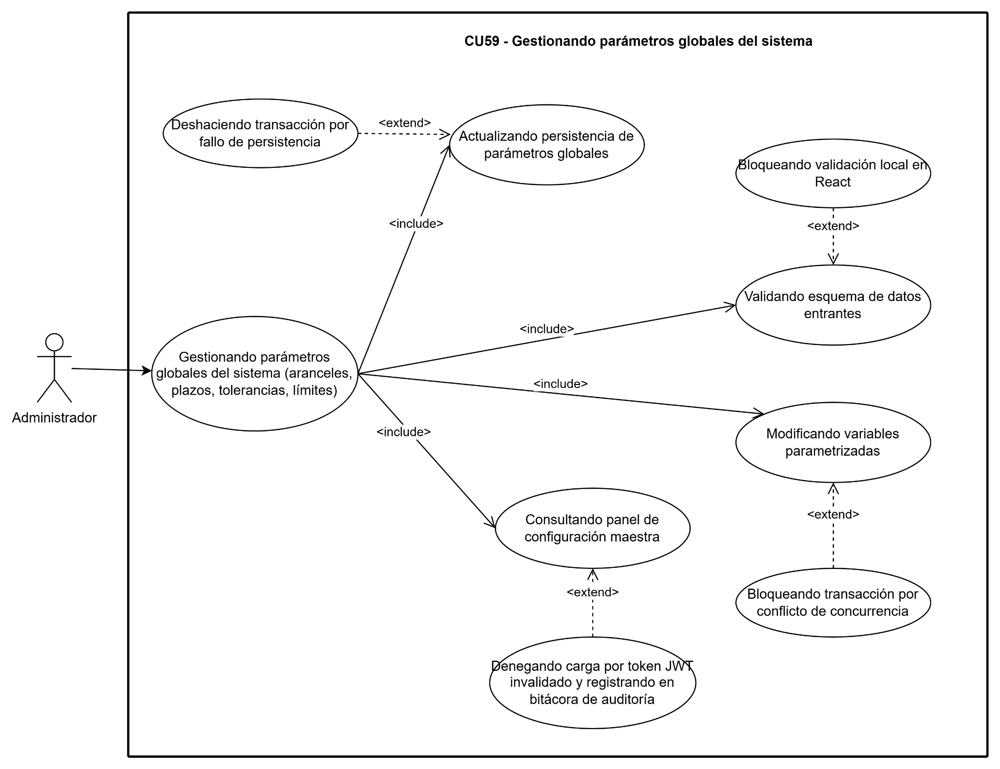 CU59 - Gestionando parámetros globales del sistema
Deshaciendo transacción por
fallo de persistencia
<extend>
Actualizando persistencia de
parámetros globales
Bloqueando validación local en
React
<extend>
<include>
Validando esquema de datos
entrantes
<include>
Gestionando parámetros
globales del sistema (aranceles,
plazos, tolerancias, límites)
Administrador
<include>
<include>
Modificando variables
parametrizadas
Consultando panel de
configuración maestra
<extend>
<extend>
Bloqueando transacción por
conflicto de concurrencia
Denegando carga por token JWT
invalidado y registrando en
bitácora de auditoría